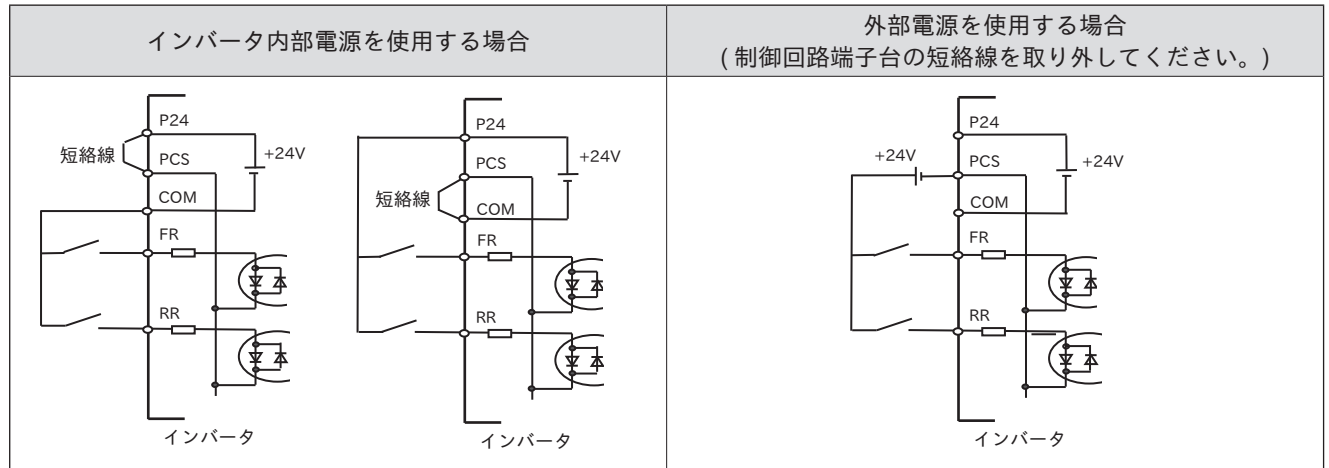 インバータ内部電源を使用する場合
外部電源を使用する場合
(制御回路端子台の短絡線を取り外してください。)
P24
短絡線
PCS
+24V
COM
FR
RR
インバータ
P24
PCS
+24V
短絡線
COM
FR
RR
インバータ
P24
+24V
PCS
+24V
COM
FR
RR
インバータ